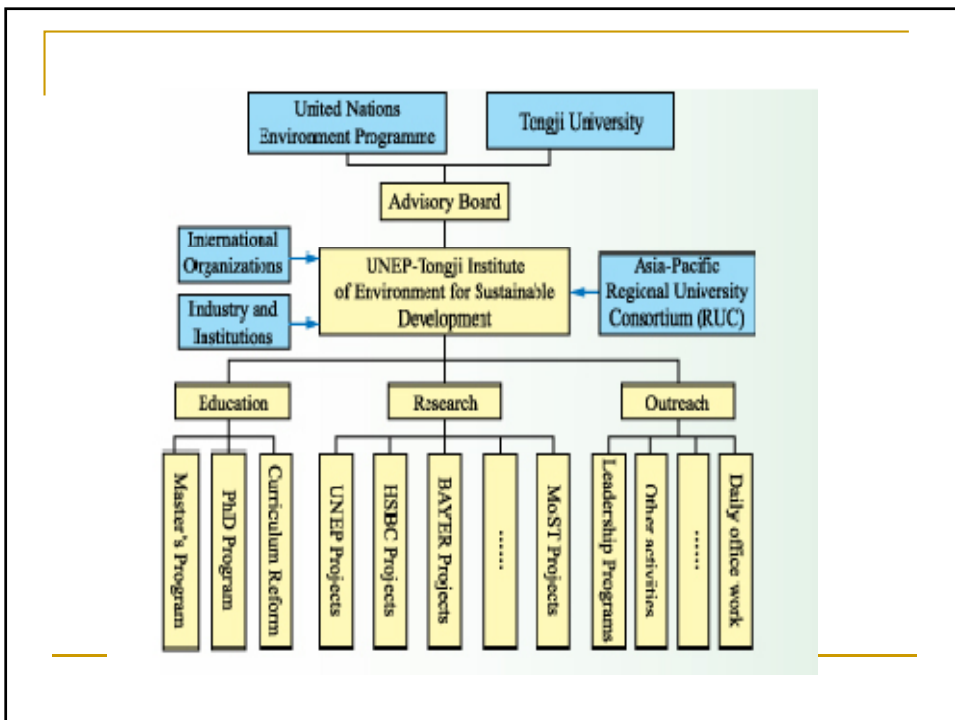 United Nations
Environment Programme
Tongji University
Advisory Board
International
Organizations
UNEP-Tongji Institute
of Environment for Sustainable
Development
Asia-Pacific
Regional University
Consortium (RUC)
Industry and
Institutions
Education
Research
Outreach
Master's Program
PhD Program
Curriculum Reform
UNEP Projects
HSBC Projects
BAYER Projects
......
MoST Projects
Leadership Programs
Other activities
......
Daily office work